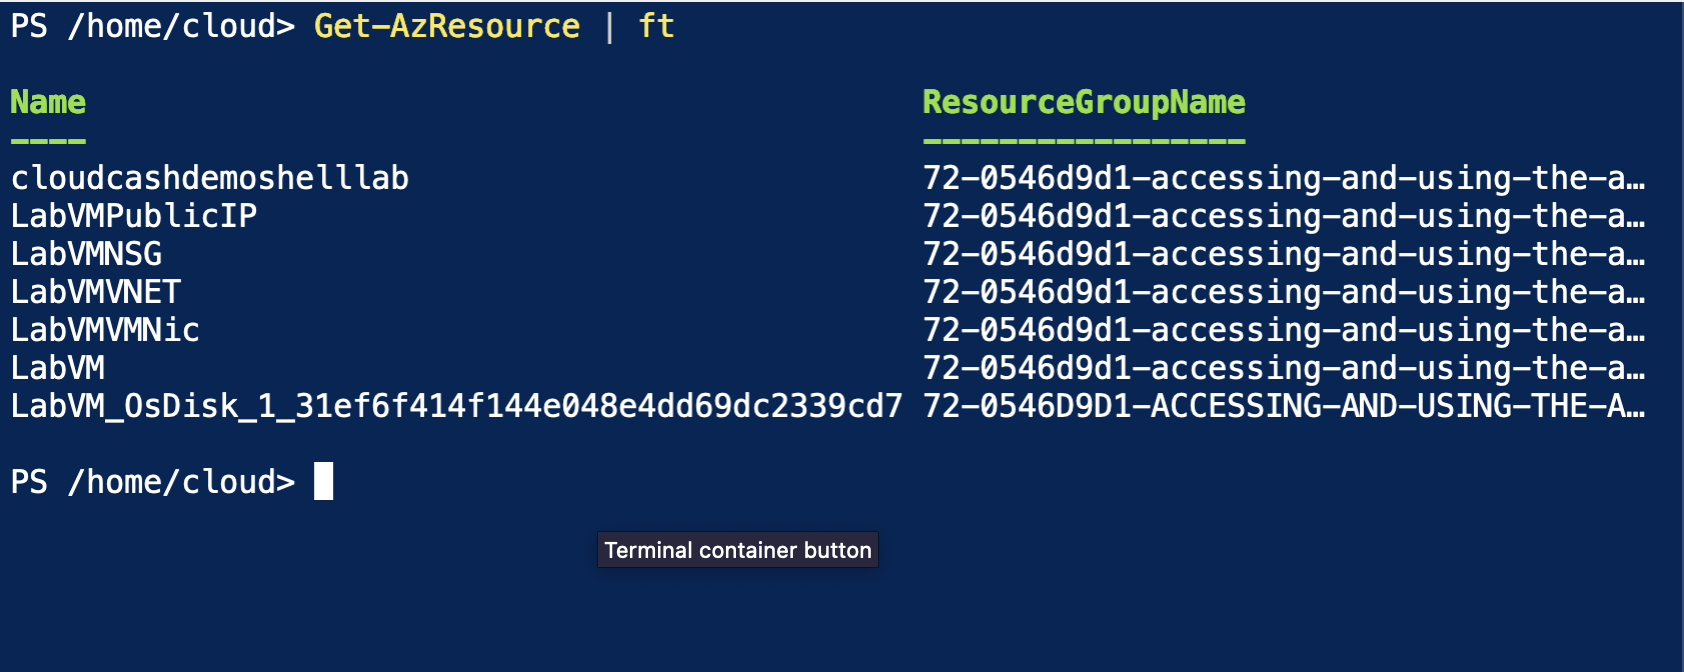 PS /home/cloud> Get-AzResource | ft
Name ResourceGroupName
---- -----------------
cloudcashdemoshelllab 72-0546d9d1-accessing-and-using-the-a…
LabVMPublicIP 72-0546d9d1-accessing-and-using-the-a…
LabVMNSG 72-0546d9d1-accessing-and-using-the-a…
LabVMVNET 72-0546d9d1-accessing-and-using-the-a…
LabVMVMNic 72-0546d9d1-accessing-and-using-the-a…
LabVM 72-0546d9d1-accessing-and-using-the-a…
LabVM_OsDisk_1_31ef6f414f144e048e4dd69dc2339cd7 72-0546D9D1-ACCESSING-AND-USING-THE-A…
PS /home/cloud>
Terminal container button